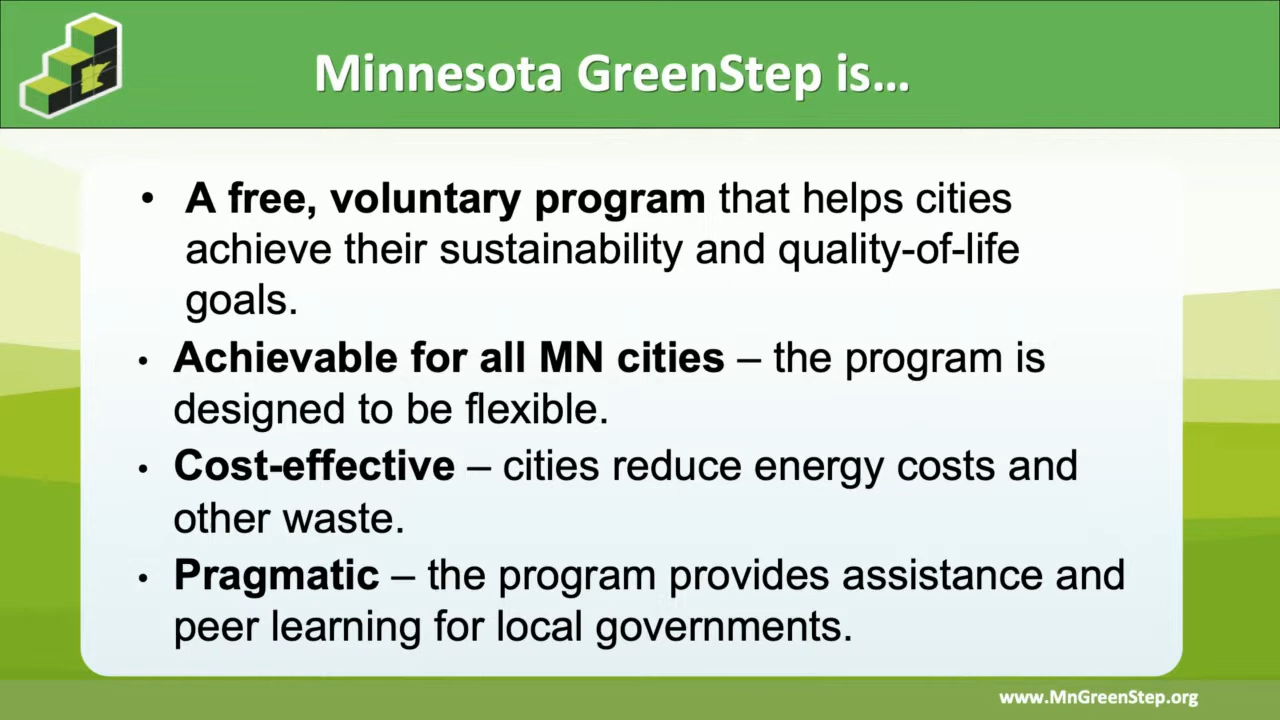 Minnesota GreenStep is...
• A free, voluntary program that helps cities
achieve their sustainability and quality-of-life
goals.
• Achievable for all MN cities – the program is
designed to be flexible.
• Cost-effective – cities reduce energy costs and
other waste.
• Pragmatic – the program provides assistance and
peer learning for local governments.
www.MnGreenStep.org